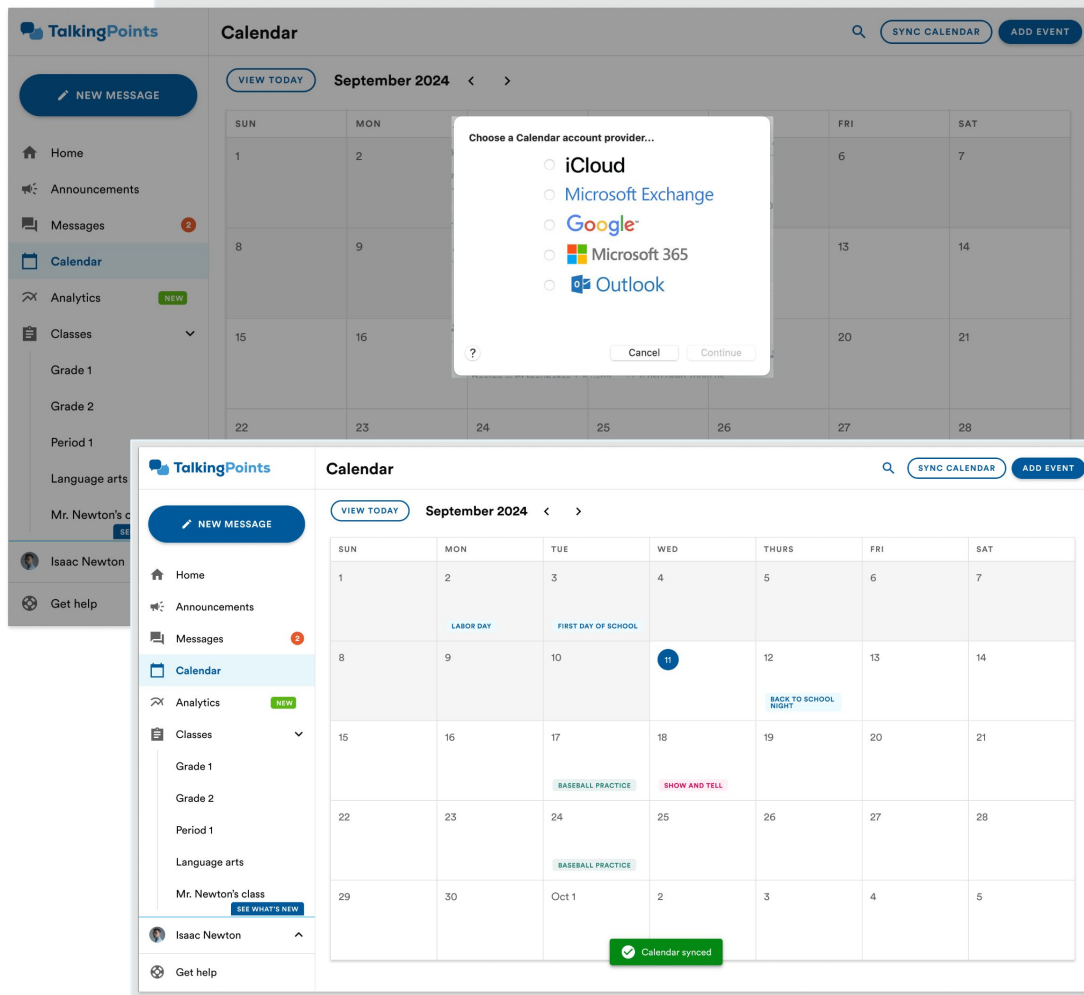 TalkingPoints
Calendar
SYNC CALENDAR
ADD EVENT
NEW MESSAGE
VIEW TODAY
September 2024
SUN
MON
FRI
SAT
Home
Announcements
Messages
2
Calendar
Analytics
NEW
Classes
Grade 1
Grade 2
Period 1
Language arts
Mr. Newton's
Isaac Newton
Get help
1
2
6
7
8
9
13
14
15
16
20
21
22
23
24
25
26
27
28
Choose a Calendar account provider...
iCloud
Microsoft Exchange
Google
Microsoft 365
Outlook
?
Cancel
Continue
TalkingPoints
Calendar
SYNC CALENDAR
ADD EVENT
NEW MESSAGE
VIEW TODAY
September 2024
Home
Announcements
Messages
2
Calendar
Analytics
NEW
Classes
Grade 1
Grade 2
Period 1
Language arts
Mr. Newton's class
SEE WHAT'S NEW
Isaac Newton
Get help
SUN
MON
TUE
WED
THURS
FRI
SAT
1
2
3
4
5
6
7
LABOR DAY
FIRST DAY OF SCHOOL
8
9
10
11
12
13
14
BACK TO SCHOOL
NIGHT
15
16
17
18
19
20
21
BASEBALL PRACTICE
SHOW AND TELL
22
23
24
25
26
27
28
BASEBALL PRACTICE
29
30
Oct 1
2
3
4
5
Calendar synced